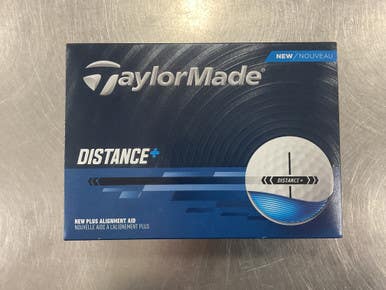 NEW / NOUVEAU
TaylorMade
DISTANCE+
DISTANCE+
NEW PLUS ALIGNMENT AID
NOUVELLE AIDE À L'ALIGNEMENT PLUS